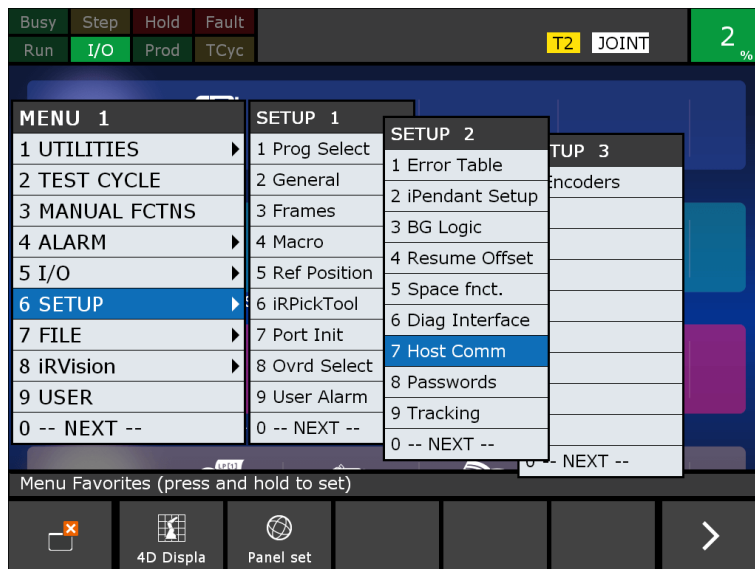 Busy Step Hold Fault
Run I/O Prod TCyc
T2 JOINT
2 %
MENU 1
1 UTILITIES
2 TEST CYCLE
3 MANUAL FCTNS
4 ALARM
5 I/O
6 SETUP
7 FILE
8 iRVision
9 USER
0 -- NEXT --
SETUP 1
1 Prog Select
2 General
3 Frames
4 Macro
5 Ref Position
6 iRPickTool
7 Port Init
8 Ovrd Select
9 User Alarm
0 -- NEXT --
SETUP 2
1 Error Table
2 iPendant Setup
3 BG Logic
4 Resume Offset
5 Space fnct.
6 Diag Interface
7 Host Comm
8 Passwords
9 Tracking
0 -- NEXT --
TUP 3
Encoders
0 -- NEXT --
LP[1]
Menu Favorites (press and hold to set)
4D Displa
Panel set